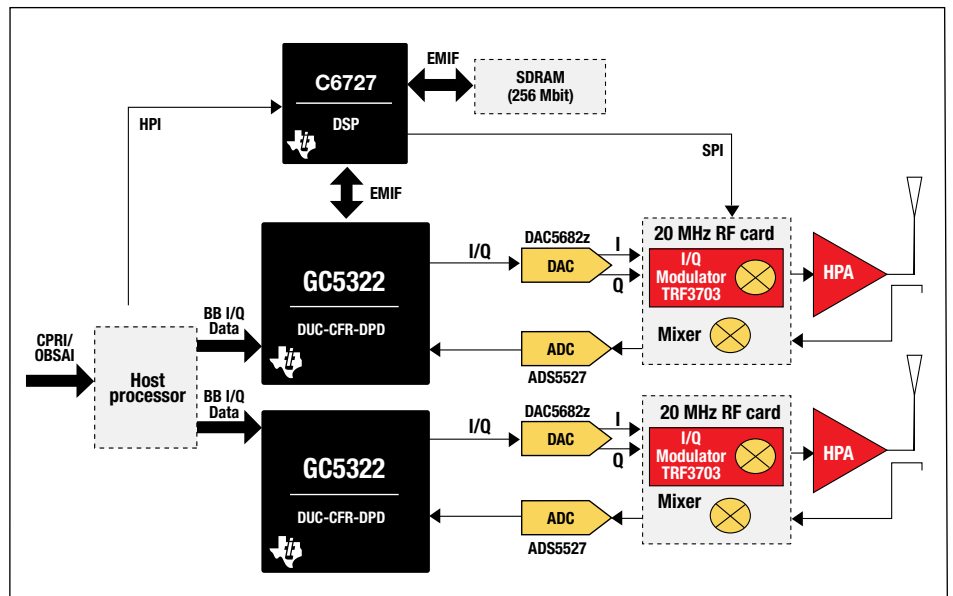 C6727
DSP
EMIF
SDRAM
(256 Mbit)
HPI
SPI
EMIF
GC5322
DUC-CFR-DPD
I/Q
DAC5682z
DAC
I
Q
20 MHz RF card
I/Q
Modulator
TRF3703
Mixer
HPA
ADC
ADS5527
CPRI/
OBSAI
Host
processor
BB I/Q
Data
BB I/Q
Data
GC5322
DUC-CFR-DPD
I/Q
DAC5682z
DAC
I
Q
20 MHz RF card
I/Q
Modulator
TRF3703
Mixer
HPA
ADC
ADS5527